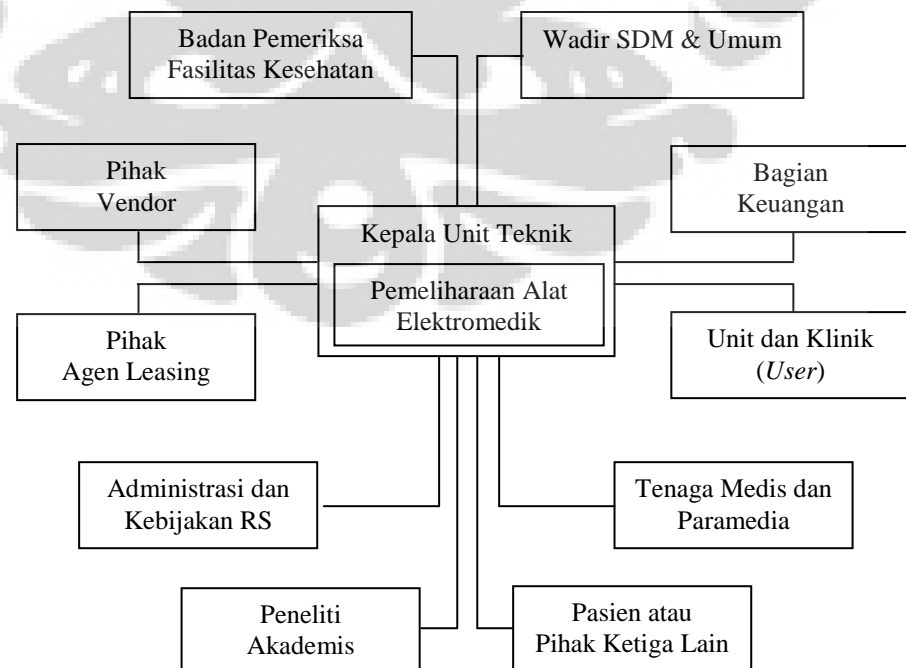 Badan Pemeriksa
Fasilitas Kesehatan
Wadir SDM & Umum
Pihak
Vendor
Bagian
Keuangan
Kepala Unit Teknik
Pemeliharaan Alat
Elektromedik
Pihak
Agen Leasing
Unit dan Klinik
(User)
Administrasi dan
Kebijakan RS
Tenaga Medis dan
Paramedia
Peneliti
Akademis
Pasien atau
Pihak Ketiga Lain